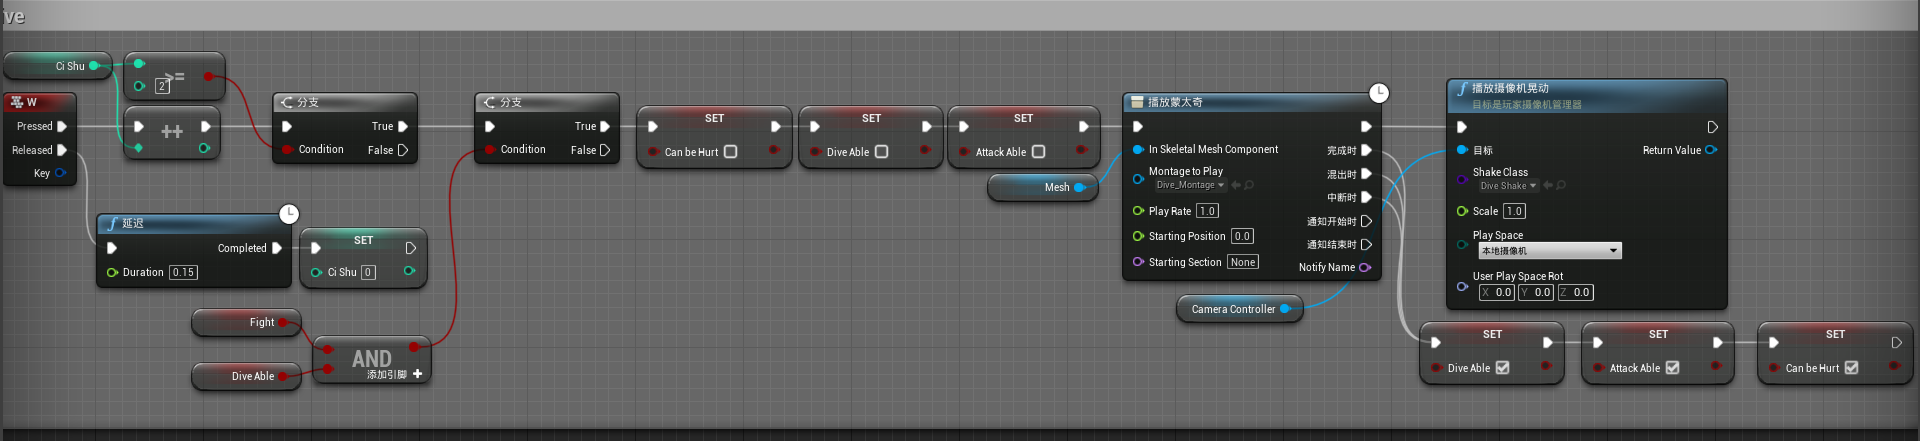 ive
Ci Shu
>=
2
W
Pressed
Released
Key
++
分支
True
Condition
False
分支
True
Condition
False
SET
Can be Hurt
SET
Dive Able
SET
Attack Able
Mesh
播放蒙太奇
In Skeletal Mesh Component
完成时
Montage to Play
Dive_Montage
混出时
中断时
Play Rate 1.0
通知开始时
Starting Position 0.0
通知结束时
Starting Section None
Notify Name
f 播放摄像机晃动
目标是玩家摄像机管理器
目标
Return Value
Shake Class
Dive Shake
Scale 1.0
Play Space
本地摄像机
User Play Space Rot
X 0.0 Y 0.0 Z 0.0
f 延迟
Completed
Duration 0.15
SET
Ci Shu 0
Fight
Dive Able
AND
添加引脚
Camera Controller
SET
Dive Able
SET
Attack Able
SET
Can be Hurt